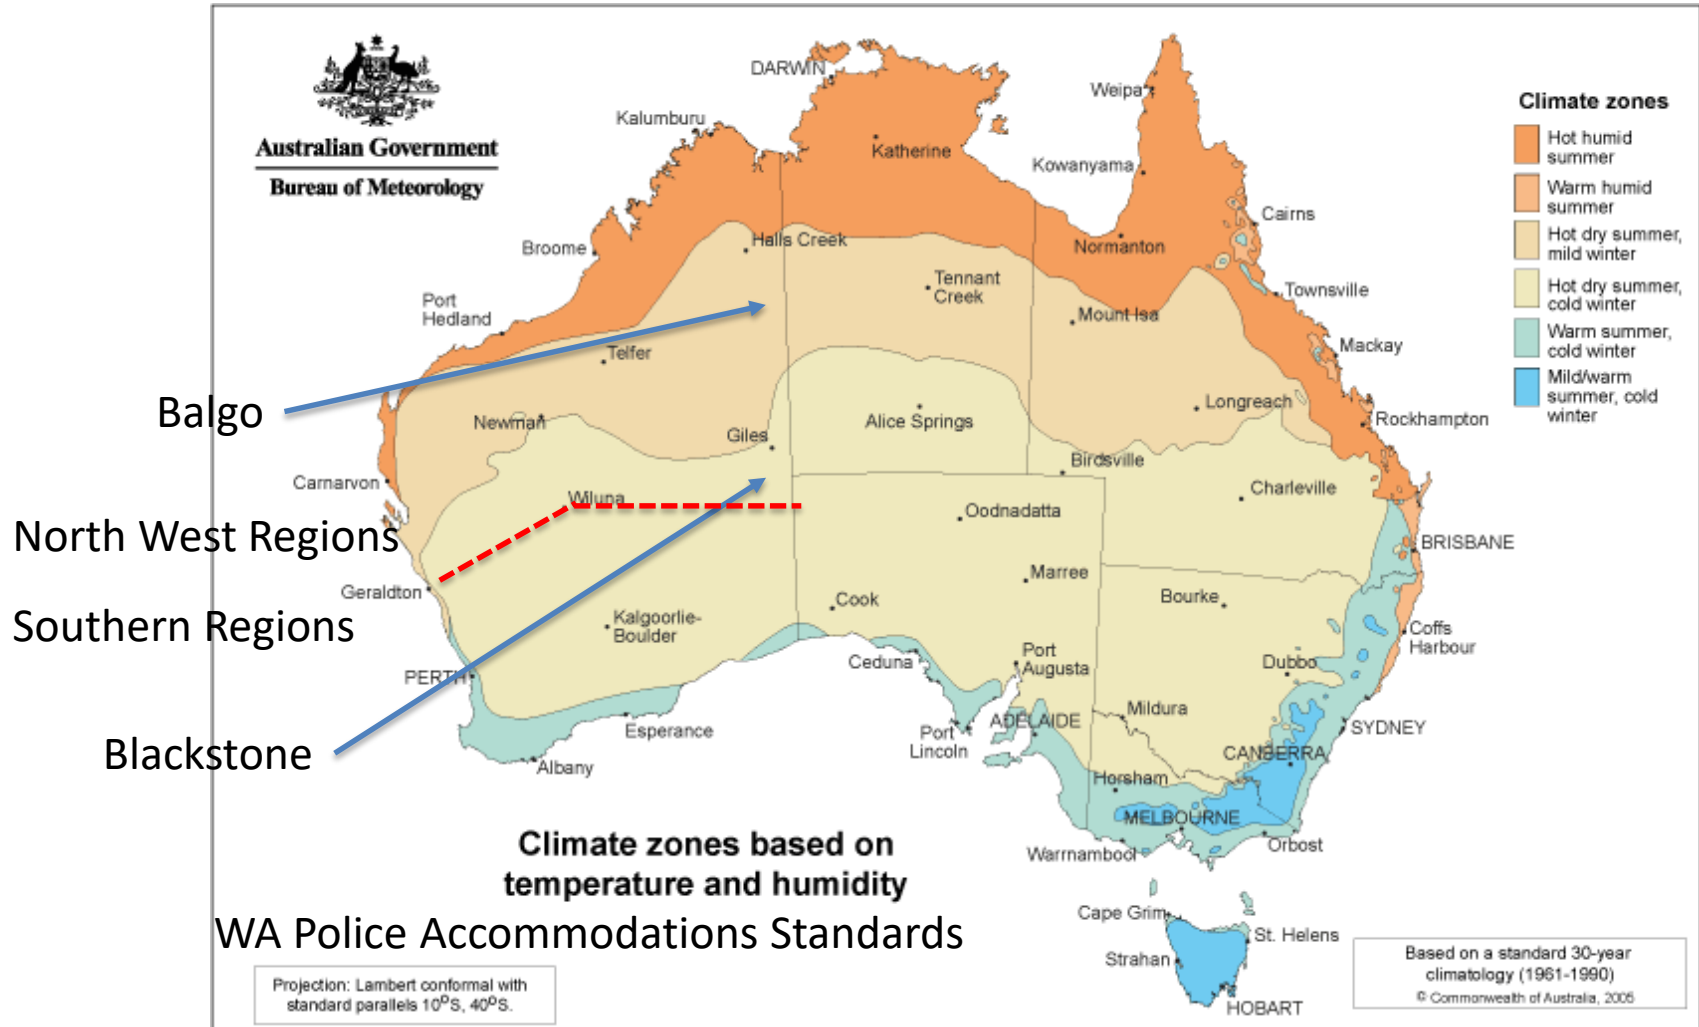 Australian Government
Bureau of Meteorology
DARWIN
Weipa
Kalumburu
Katherine
Kowanyama
Cairns
Broome
Halls Creek
Normanton
Tennant
Creek
Townsville
Port
Hedland
Mount Isa
Telfer
Mackay
Balgo
Newman
Longreach
Rockhampton
Alice Springs
Giles
Birdsville
Carnarvon
Charleville
Wiluna
Oodnadatta
North West Regions
BRISBANE
Geraldton
Marree
Bourke
Cook
Southern Regions
Kalgoorlie-
Boulder
Coffs
Harbour
Ceduna
Port
Augusta
Dubbo
PERTH
Mildura
ADELAIDE
SYDNEY
Esperance
Port
Lincoln
CANBERRA
Blackstone
Albany
Horsham
MELBOURNE
Warrnambool
Orbost
Cape Grim
St. Helens
Strahan
HOBART
Climate zones
Hot humid
summer
Warm humid
summer
Hot dry summer,
mild winter
Hot dry summer,
cold winter
Warm summer,
cold winter
Mild/warm
summer, cold
winter
Climate zones based on
temperature and humidity
WA Police Accommodations Standards
Projection: Lambert conformal with
standard parallels 10°S, 40°S.
Based on a standard 30-year
climatology (1961-1990)
© Commonwealth of Australia, 2005